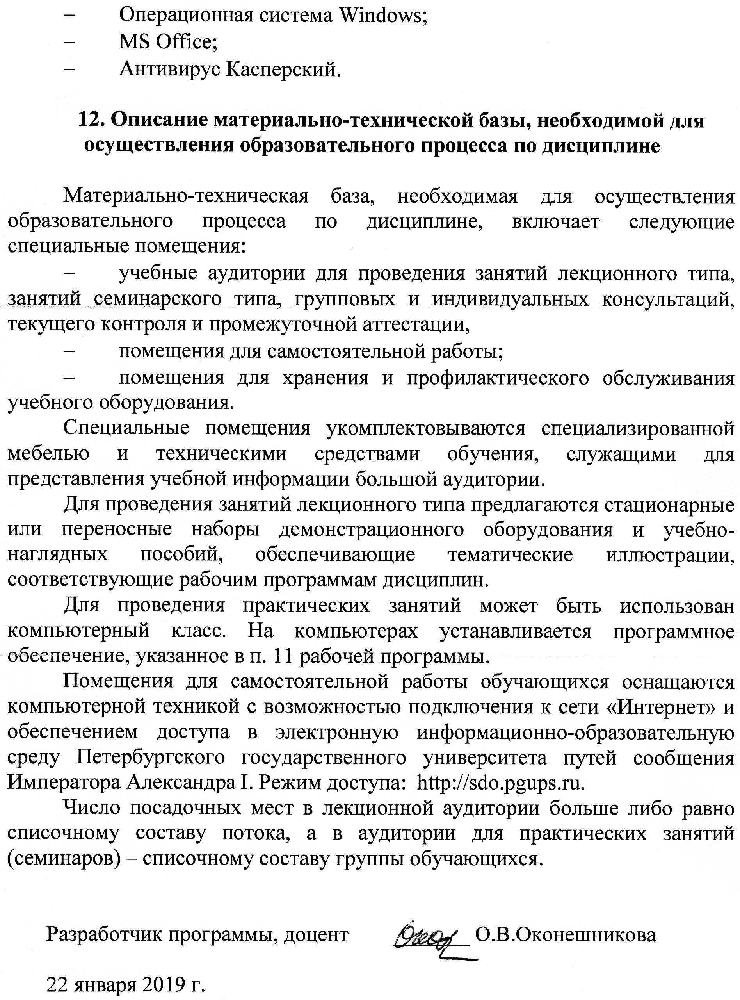 – Операционная система Windows;
– MS Office;
– Антивирус Касперский.
12. Описание материально-технической базы, необходимой для
осуществления образовательного процесса по дисциплине
Материально-техническая база, необходимая для осуществления
образовательного процесса по дисциплине, включает следующие
специальные помещения:
– учебные аудитории для проведения занятий лекционного типа,
занятий семинарского типа, групповых и индивидуальных консультаций,
текущего контроля и промежуточной аттестации,
– помещения для самостоятельной работы;
– помещения для хранения и профилактического обслуживания
учебного оборудования.
Специальные помещения укомплектовываются специализированной
мебелью и техническими средствами обучения, служащими для
представления учебной информации большой аудитории.
Для проведения занятий лекционного типа предлагаются стационарные
или переносные наборы демонстрационного оборудования и учебно-
наглядных пособий, обеспечивающие тематические иллюстрации,
соответствующие рабочим программам дисциплин.
Для проведения практических занятий может быть использован
компьютерный класс. На компьютерах устанавливается программное
обеспечение, указанное в п. 11 рабочей программы.
Помещения для самостоятельной работы обучающихся оснащаются
компьютерной техникой с возможностью подключения к сети «Интернет» и
обеспечением доступа в электронную информационно-образовательную
среду Петербургского государственного университета путей сообщения
Императора Александра I. Режим доступа: http://sdo.pgups.ru.
Число посадочных мест в лекционной аудитории больше либо равно
списочному составу потока, а в аудитории для практических занятий
(семинаров) – списочному составу группы обучающихся.
Разработчик программы, доцент О.В.Оконешникова
22 января 2019 г.